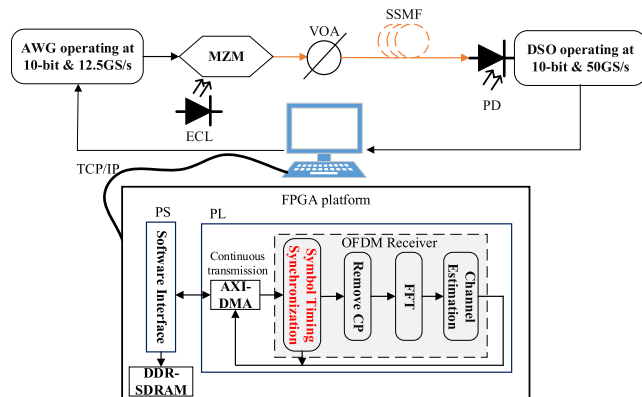 SSMF
VOA
AWG operating at
10-bit & 12.5GS/s
MZM
DSO operating at
10-bit & 50GS/s
ECL
PD
TCP/IP
FPGA platform
PS
PL
Software Interface
Continuous
transmission
AXI-
DMA
OFDM Receiver
Symbol Timing
Synchronization
Remove CP
FFT
Channel
Estimation
DDR-
SDRAM